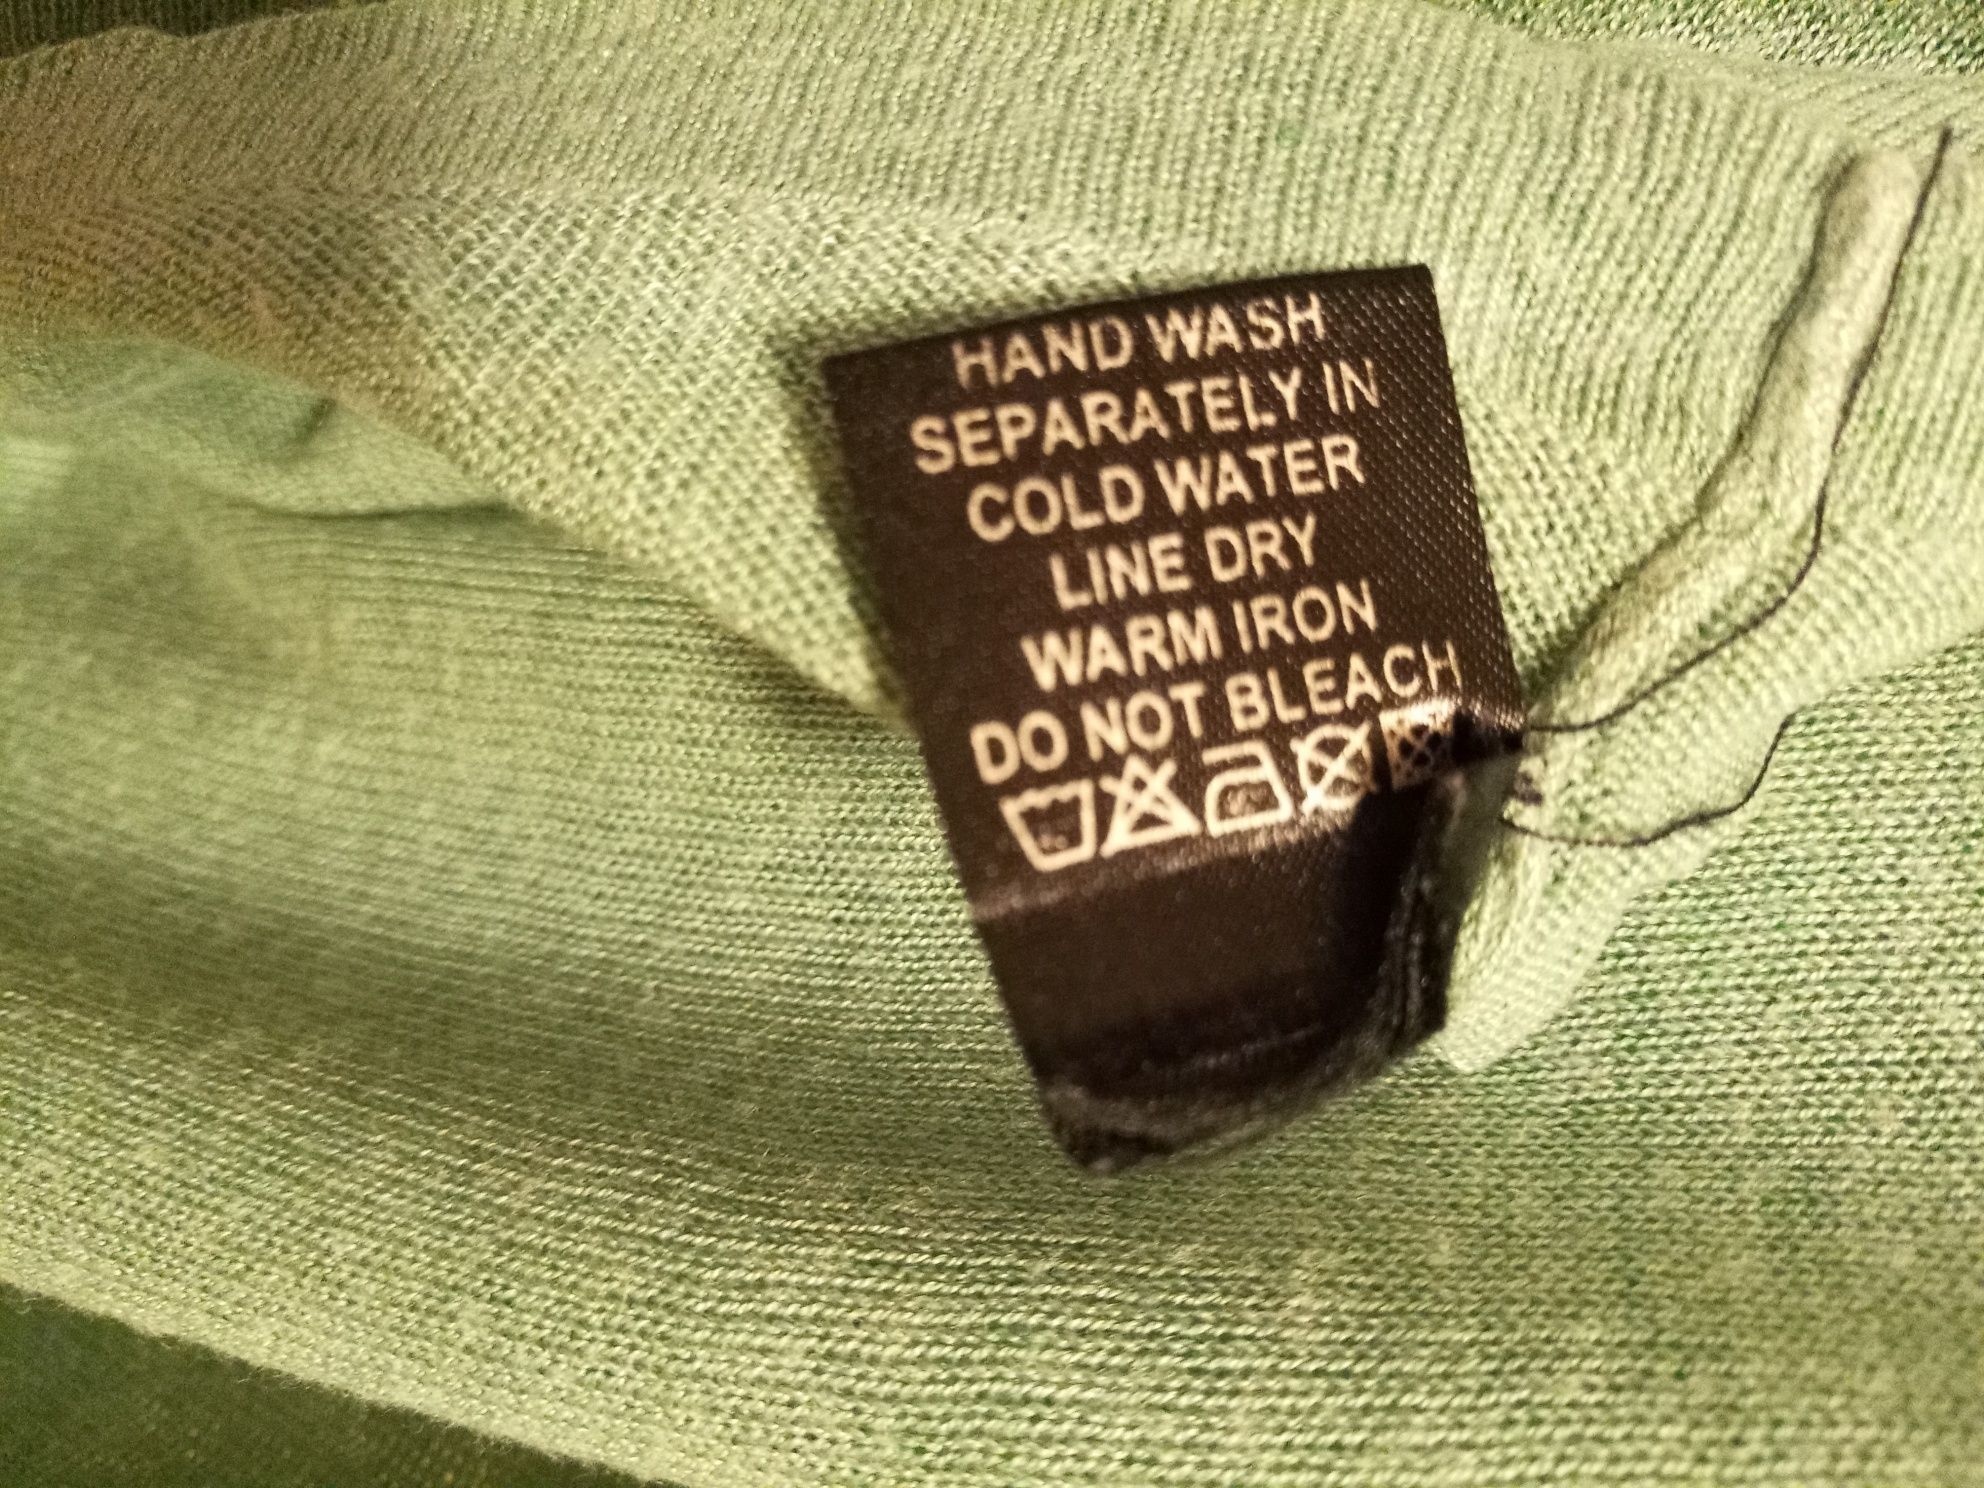 HAND WASH
SEPARATELY IN
COLD WATER
LINE DRY
WARM IRON
DO NOT BLEACH